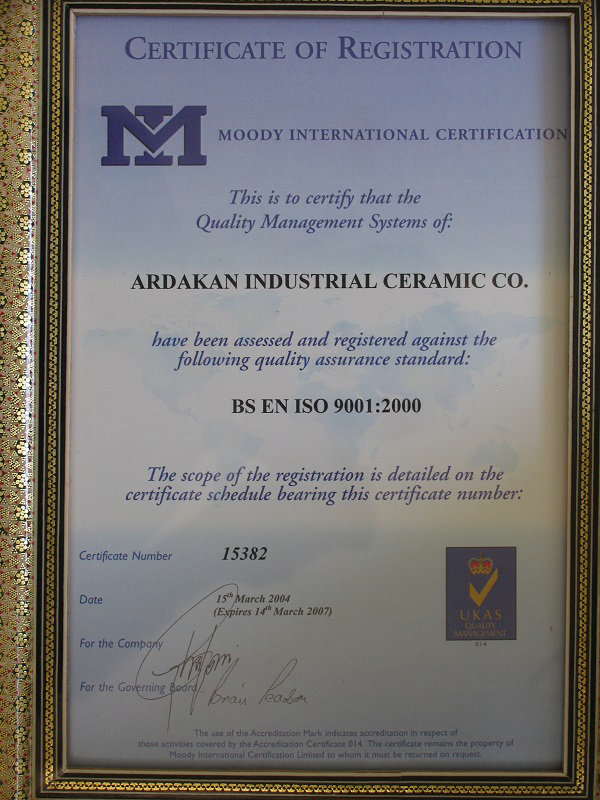 CERTIFICATE OF REGISTRATION
MOODY INTERNATIONAL CERTIFICATION
This is to certify that the
Quality Management Systems of:
ARDAKAN INDUSTRIAL CERAMIC CO.
have been assessed and registered against the
following quality assurance standard:
BS EN ISO 9001:2000
The scope of the registration is detailed on the
certificate schedule bearing this certificate number:
Certificate Number 15382
Date 15th March 2004
(Expires 14th March 2007)
UKAS
QUALITY
MANAGEMENT
014
For the Company
For the Governing Board
The use of the Accreditation Mark indicates accreditation in respect of
those activities covered by the Accreditation Cerificate 014. The certificate remains the property of
Moody International Certification Limited to whom it must be returned on request.